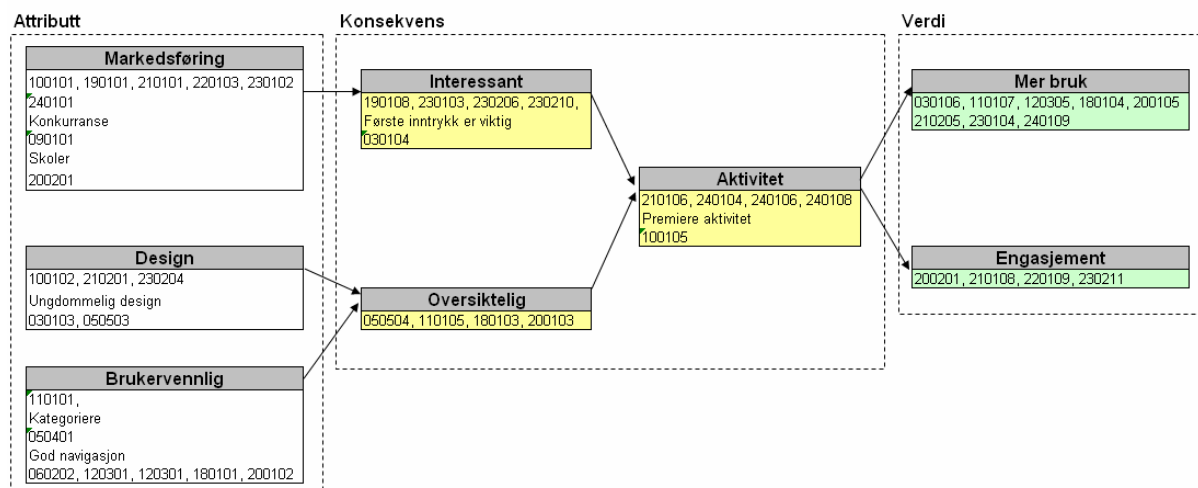 Attributt
Markedsføring
100101, 190101, 210101, 220103, 230102
240101
Konkurranse
090101
Skoler
200201
Design
100102, 210201, 230204
Ungdommelig design
030103, 050503
Brukervennlig
110101,
Kategoriere
050401
God navigasjon
060202, 120301, 120301, 180101, 200102
Konsekvens
Interessant
190108, 230103, 230206, 230210,
Første inntrykk er viktig
030104
Oversiktelig
050504, 110105, 180103, 200103
Aktivitet
210106, 240104, 240106, 240108
Premiere aktivitet
100105
Verdi
Mer bruk
030106, 110107, 120305, 180104, 200105
210205, 230104, 240109
Engasjement
200201, 210108, 220109, 230211